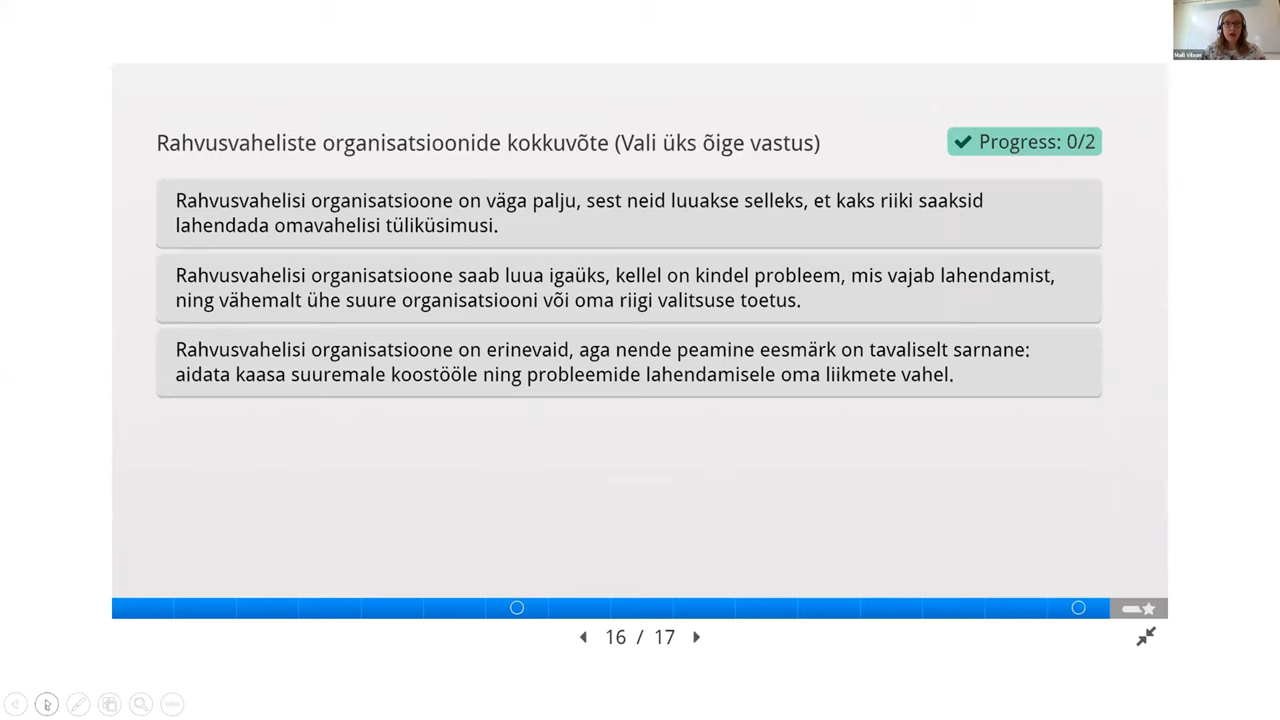 Maili Vilson
Rahvusvaheliste organisatsioonide kokkuvõte (Vali üks õige vastus)
Progress: 0/2
Rahvusvahelisi organisatsioone on väga palju, sest neid luuakse selleks, et kaks riiki saaksid
lahendada omavahelisi tüliküsimusi.
Rahvusvahelisi organisatsioone saab luua igaüks, kellel on kindel probleem, mis vajab lahendamist,
ning vähemalt ühe suure organisatsiooni või oma riigi valitsuse toetus.
Rahvusvahelisi organisatsioone on erinevaid, aga nende peamine eesmärk on tavaliselt sarnane:
aidata kaasa suuremale koostööle ning probleemide lahendamisele oma liikmete vahel.
16 / 17